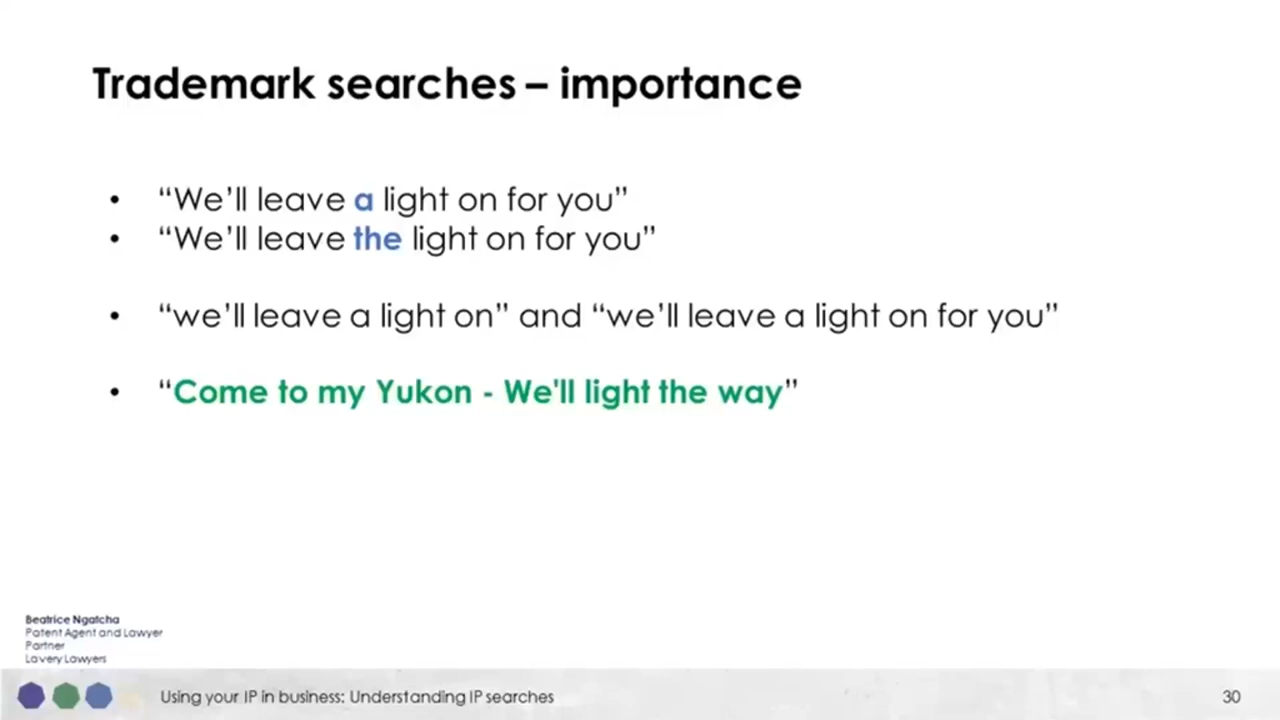 Trademark searches – importance
• “We’ll leave a light on for you”
• “We’ll leave the light on for you”
• “we’ll leave a light on” and “we’ll leave a light on for you”
• “Come to my Yukon - We'll light the way”
Beatrice Ngatcha
Patent Agent and Lawyer
Partner
Lavery Lawyers
Using your IP in business: Understanding IP searches
30